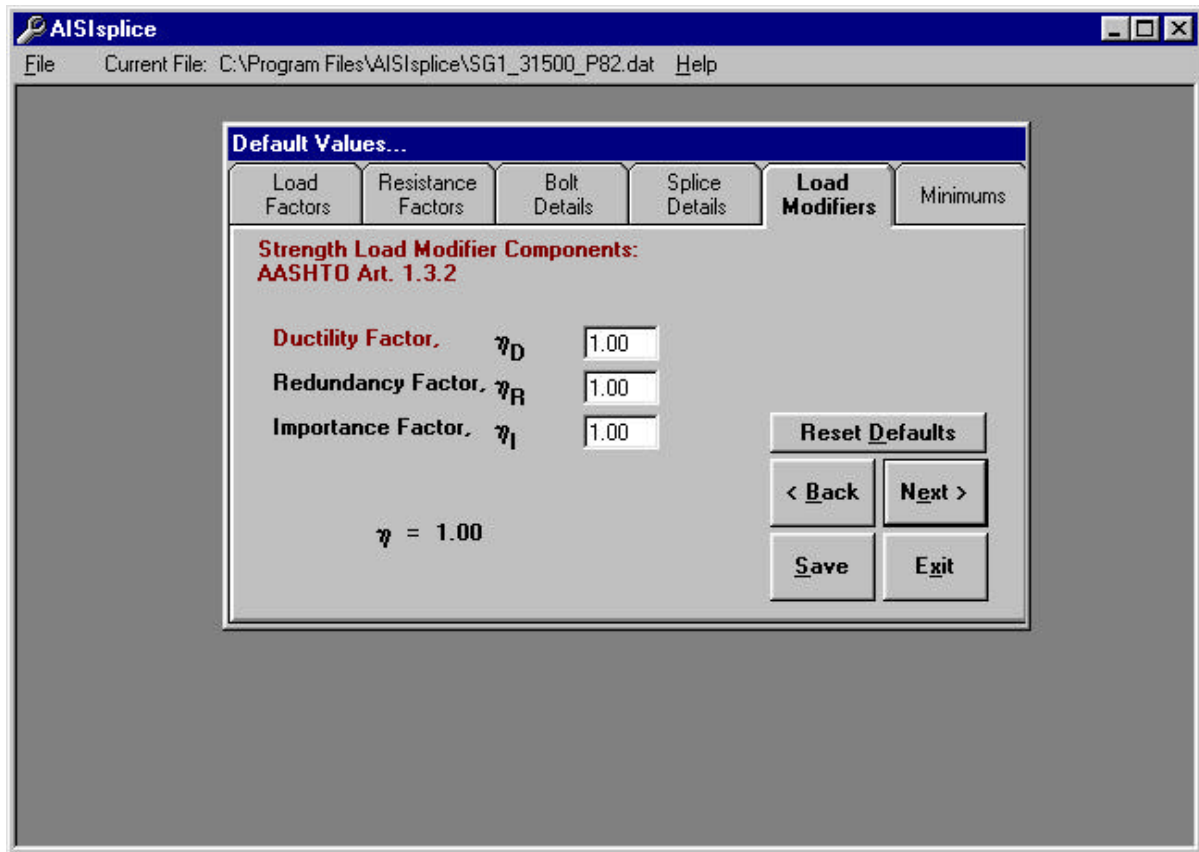 AISIsplice
File Current File: C:\Program Files\AISIsplice\SG1_31500_P82.dat Help
Default Values...
Load Factors
Resistance Factors
Bolt Details
Splice Details
Load Modifiers
Minimums
Strength Load Modifier Components:
AASHTO Art. 1.3.2
Ductility Factor, ηD 1.00
Redundancy Factor, ηR 1.00
Importance Factor, ηI 1.00
Reset Defaults
< Back Next >
η = 1.00
Save Exit